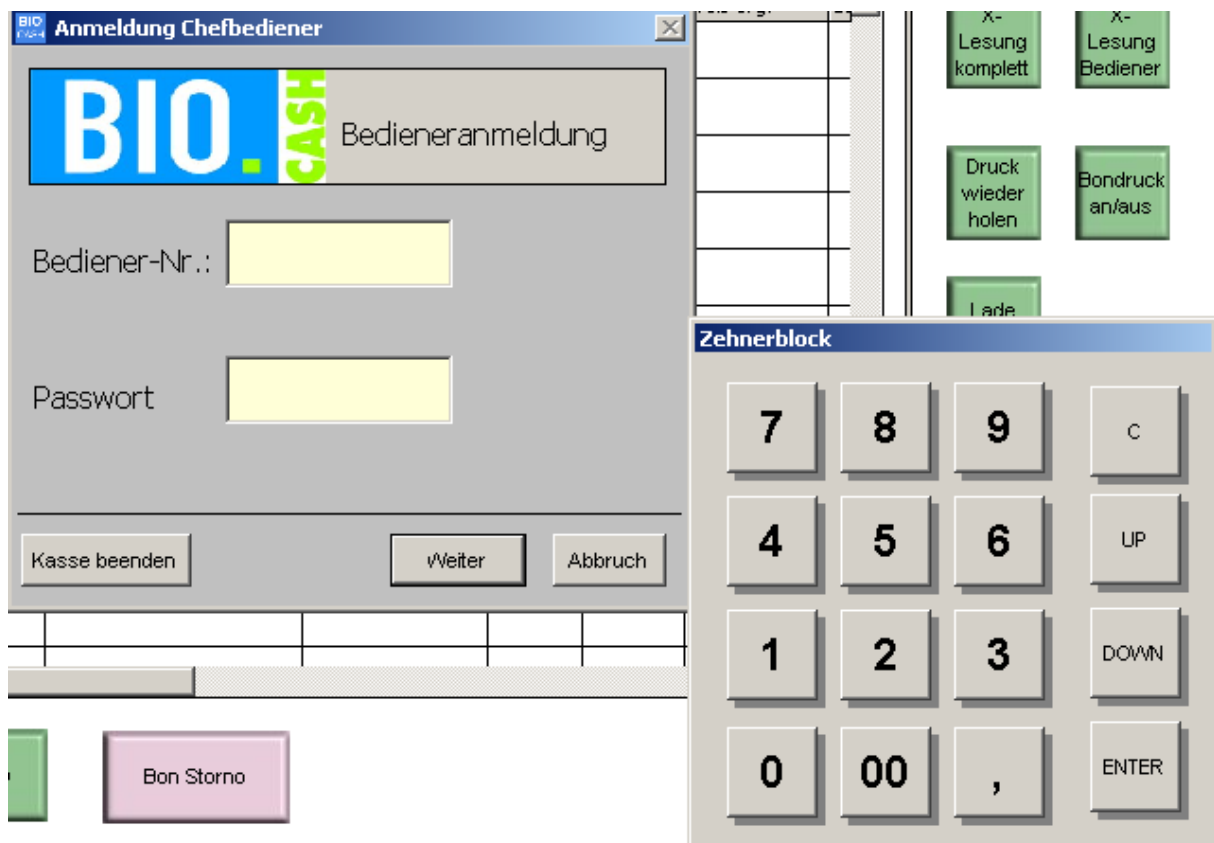 BIO
CASH
Anmeldung Chefbediener
X-
Lesung
komplett
X-
Lesung
Bediener
BIO.
CASH
Bedieneranmeldung
Druck
wieder
holen
Bondruck
an/aus
Bediener-Nr.:
Lade
Zehnerblock
Passwort
7 8 9 C
4 5 6 UP
Kasse beenden Weiter Abbruch
1 2 3 DOWN
0 00 , ENTER
Bon Storno